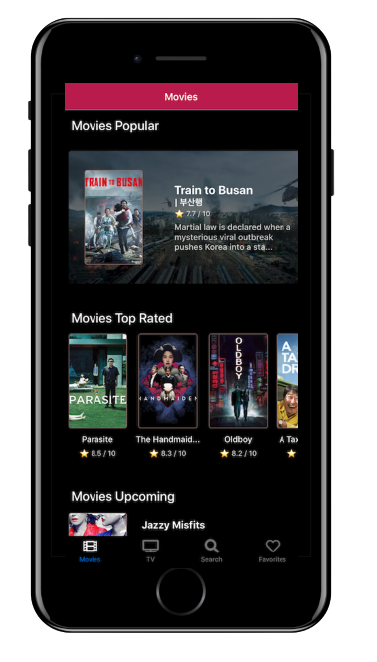 Movies
Movies Popular
TRAIN TO BUSAN
Train to Busan
| 부산행
7.7 / 10
Martial law is declared when a
mysterious viral outbreak
pushes Korea into a sta...
Movies Top Rated
PARASITE
HANDMAIDEN
OLDBOY
A
TA
DR
Parasite
The Handmaid...
Oldboy
A Tax
8.5 / 10
8.3 / 10
8.2 / 10
Movies Upcoming
Jazzy Misfits
Movies
TV
Search
Favorites